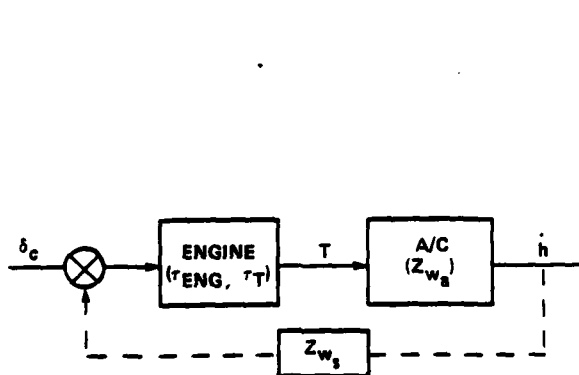 δc
ENGINE
(τENG, τT)
T
A/C
(Zwa)
ḣ
Zws